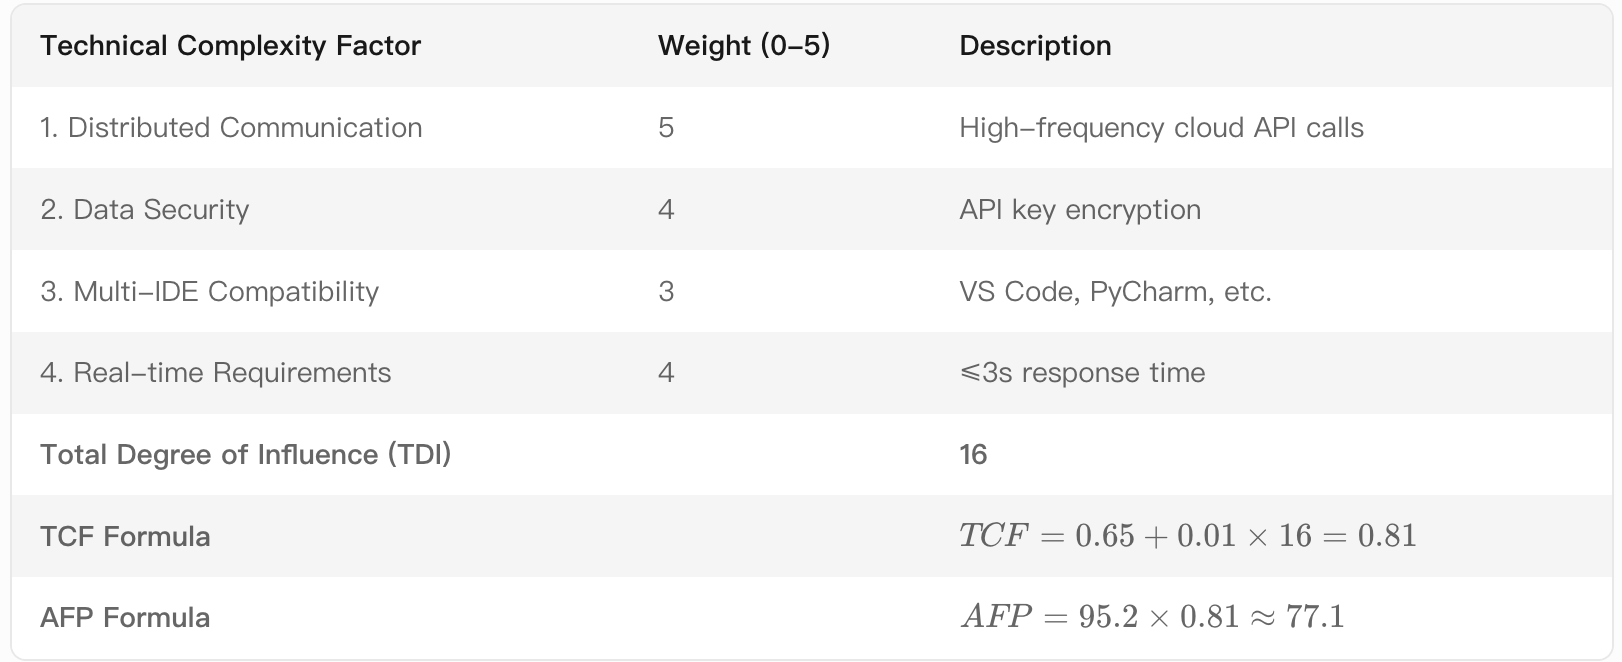 Technical Complexity Factor Weight (0–5) Description
1. Distributed Communication 5 High–frequency cloud API calls
2. Data Security 4 API key encryption
3. Multi–IDE Compatibility 3 VS Code, PyCharm, etc.
4. Real–time Requirements 4 ⩽3s response time
Total Degree of Influence (TDI) 16
TCF Formula TCF = 0.65 + 0.01 × 16 = 0.81
AFP Formula AFP = 95.2 × 0.81 ≈ 77.1